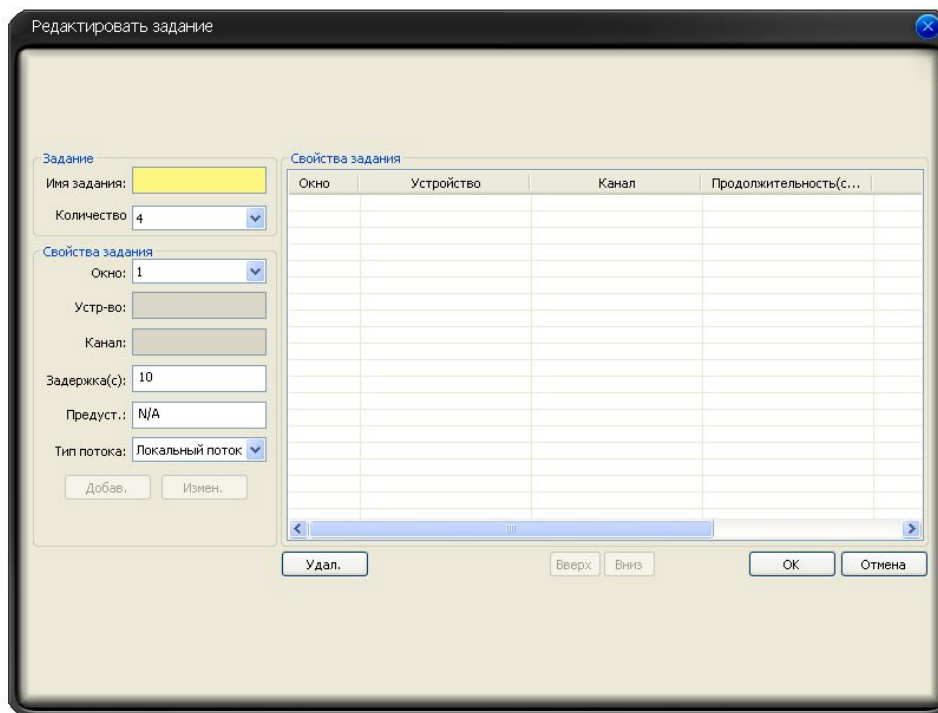 Редактировать задание
Задание
Имя задания:
Количество 4
Свойства задания
Окно: 1
Устр-во:
Канал:
Задержка(с): 10
Предуст.: N/A
Тип потока: Локальный поток
Добав. Измен.
Свойства задания
Окно Устройство Канал Продолжительность(с...
Удал. Вверх Вниз OK Отмена